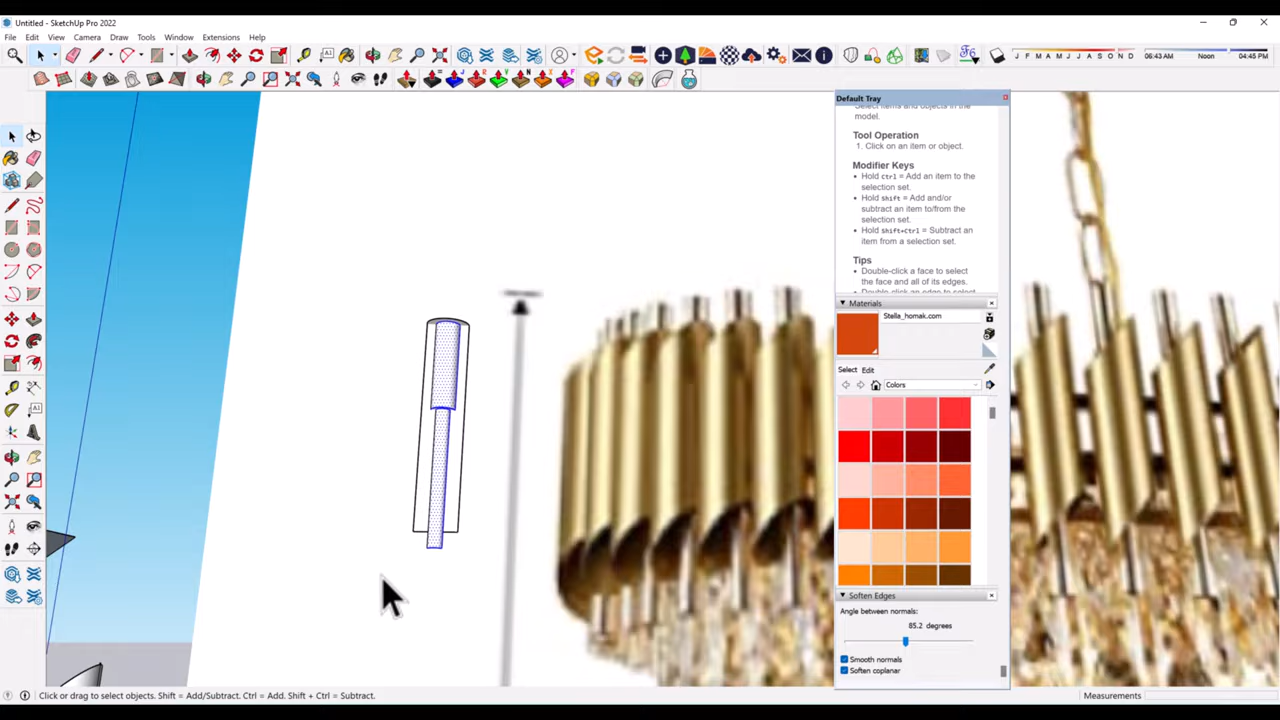 Untitled - SketchUp Pro 2022
File Edit View Camera Draw Tools Window Extensions Help
J F M A M J J A S O N D 06:43 AM Noon 04:45 PM
Default Tray
model.
Tool Operation
1. Click on an item or object.
Modifier Keys
• Hold ctrl = Add an item to the
selection set.
• Hold shift = Add and/or
subtract an item to/from the
selection set.
• Hold shift+Ctrl = Subtract an
item from a selection set.
Tips
• Double-click a face to select
the face and all of its edges.
Materials
Stella_homak.com
Select Edit
Colors
Soften Edges
Angle between normals:
85.2 degrees
Smooth normals
Soften coplanar
Click or drag to select objects. Shift = Add/Subtract. Ctrl = Add. Shift + Ctrl = Subtract.
Measurements